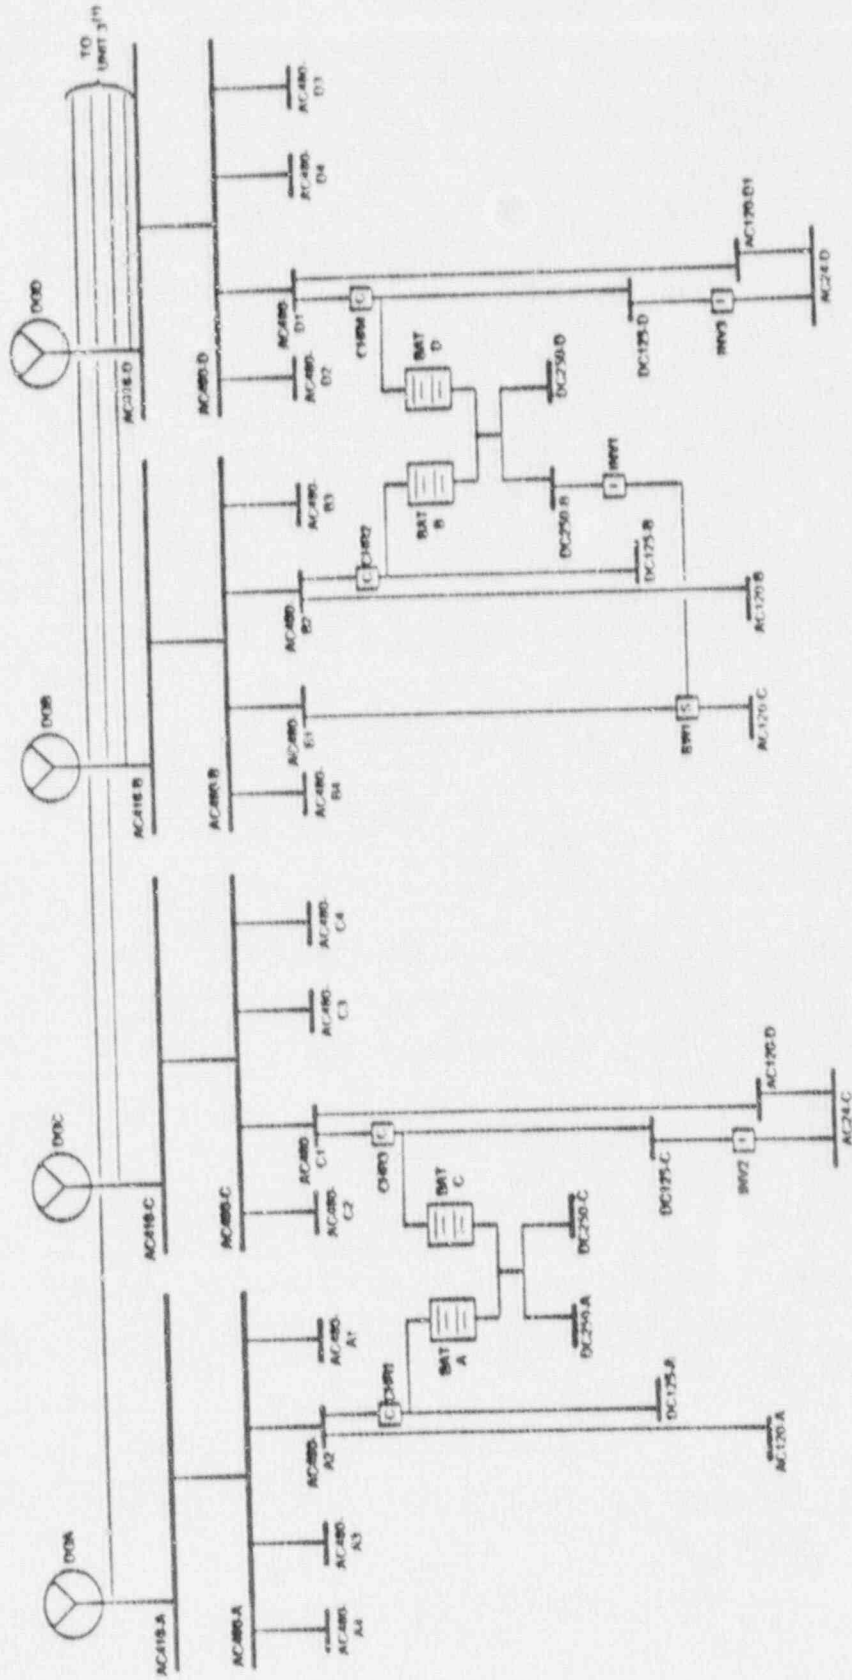 TO
UNIT 3(1)
DGA
DGC
DGB
DGD
AC416-A
AC416-C
AC416-B
AC416-D
AC480-A
AC480-C
AC480-B
AC480-D
AC480-
A4
AC480-
A3
AC480-
A2
AC480-
A1
AC480-
C2
AC480
C1
AC480-
C3
AC480-
C4
AC480-
B4
AC480-
B1
AC480-
B2
AC480-
B3
AC480-
D2
AC480-
D1
AC480-
D4
AC480-
D3
C
CHR1
C
CHR3
C
CHR2
C
CHR4
BAT
A
BAT
C
BAT
B
BAT
D
DC250-A
DC250-C
DC250-B
DC250-D
DC125-A
DC125-C
DC125-B
DC125-D
I
INV2
I
INV1
I
INV3
S
AC120-A
AC120-D
AC120-C
AC120-B
AC120-D1
AC24-C
AC24-D